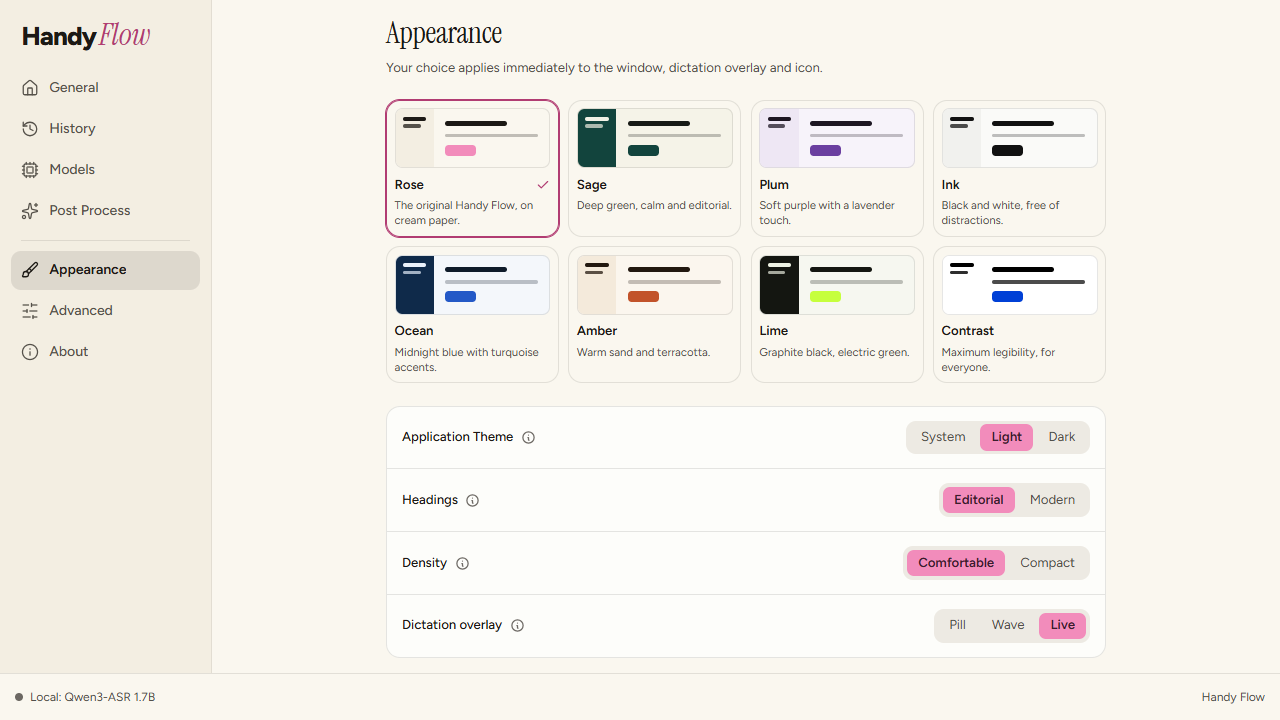 Handy Flow
General
History
Models
Post Process
Appearance
Advanced
About
Appearance
Your choice applies immediately to the window, dictation overlay and icon.
Rose
The original Handy Flow, on
cream paper.
Sage
Deep green, calm and editorial.
Plum
Soft purple with a lavender
touch.
Ink
Black and white, free of
distractions.
Ocean
Midnight blue with turquoise
accents.
Amber
Warm sand and terracotta.
Lime
Graphite black, electric green.
Contrast
Maximum legibility, for
everyone.
Application Theme
System Light Dark
Headings
Editorial Modern
Density
Comfortable Compact
Dictation overlay
Pill Wave Live
Local: Qwen3-ASR 1.7B
Handy Flow